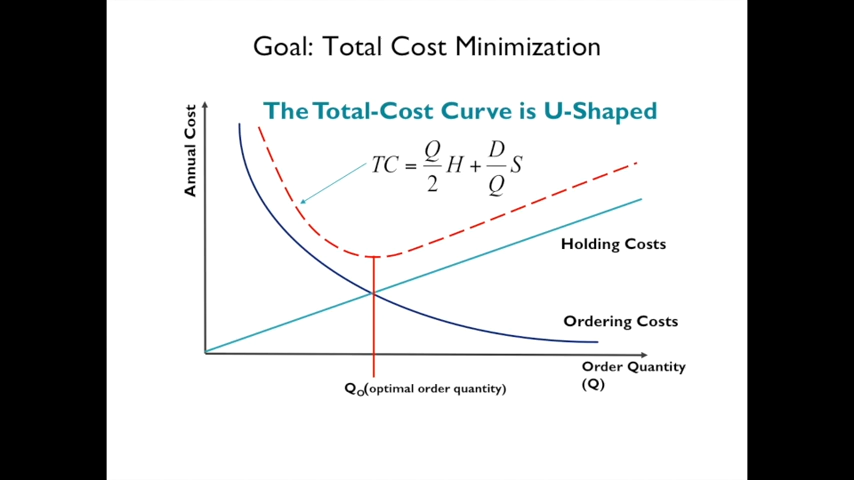 Goal: Total Cost Minimization
The Total-Cost Curve is U-Shaped
Annual Cost
TC = Q/2 H + D/Q S
Holding Costs
Ordering Costs
Order Quantity
(Q)
QO(optimal order quantity)